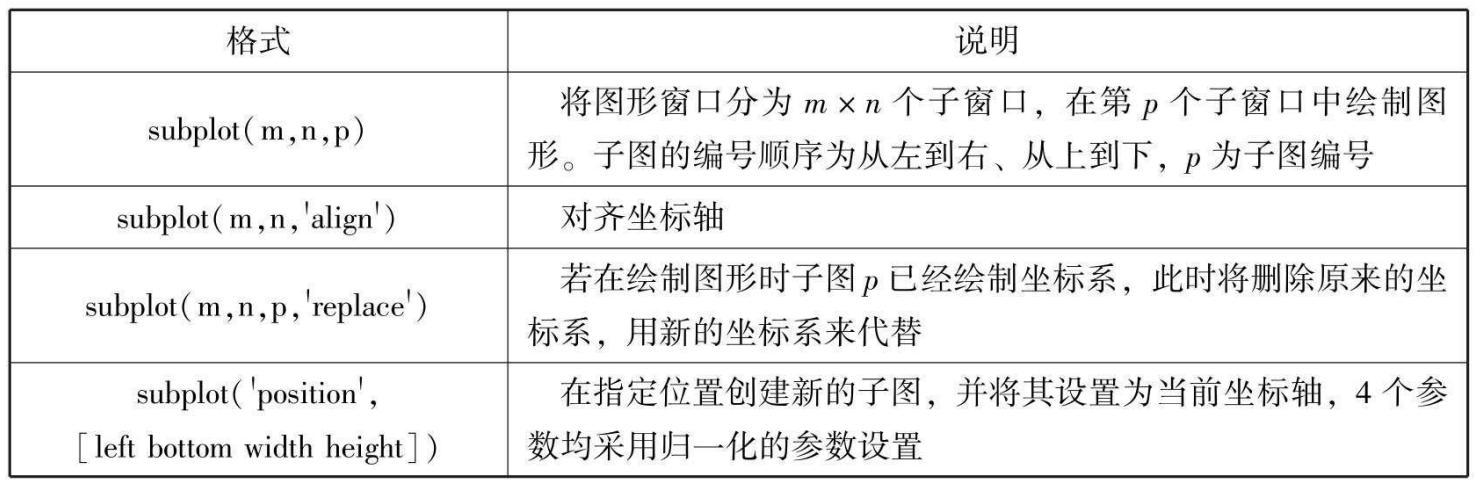 格式
说明
subplot(m,n,p)
将图形窗口分为 m × n 个子窗口，在第 p 个子窗口中绘制图
形。子图的编号顺序为从左到右、从上到下，p 为子图编号
subplot(m,n,'align')
对齐坐标轴
subplot(m,n,p,'replace')
若在绘制图形时子图 p 已经绘制坐标系，此时将删除原来的坐
标系，用新的坐标系来代替
subplot('position',
[left bottom width height])
在指定位置创建新的子图，并将其设置为当前坐标轴，4 个参
数均采用归一化的参数设置